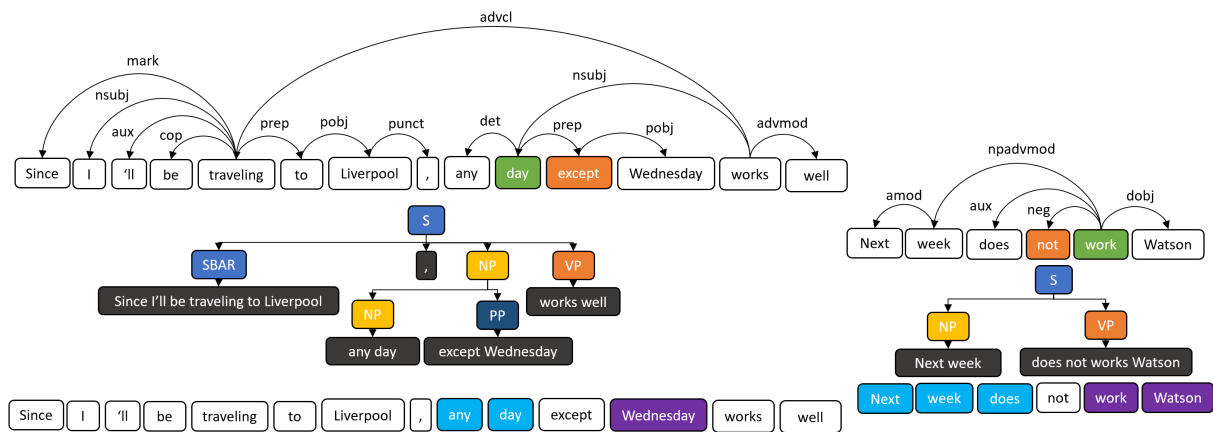 advcl
mark
nsubj
nsubj
aux
cop
prep
pobj
punct
det
prep
pobj
advmod
Since I 'll be traveling to Liverpool , any day except Wednesday works well
S
SBAR , NP VP
Since I'll be traveling to Liverpool works well
NP PP
any day except Wednesday
Since I 'll be traveling to Liverpool , any day except Wednesday works well
npadvmod
amod aux neg dobj
Next week does not work Watson
S
NP VP
Next week does not works Watson
Next week does not work Watson